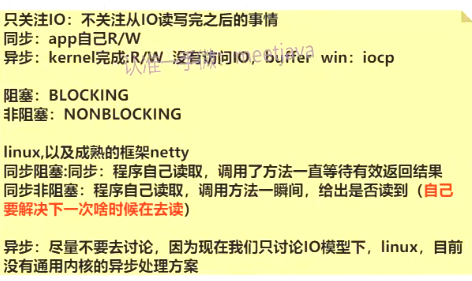 只关注IO：不关注从IO读写完之后的事情
同步：app自己R/W
异步：kernel完成:R/W 没有访问IO，buffer win：iocp
阻塞：BLOCKING
非阻塞：NONBLOCKING
linux,以及成熟的框架netty
同步阻塞:同步：程序自己读取，调用了方法一直等待有效返回结果
同步非阻塞：程序自己读取，调用方法一瞬间，给出是否读到（自己
要解决下一次啥时候在去读）
异步：尽量不要去讨论，因为现在我们只讨论IO模型下，linux，目前
没有通用内核的异步处理方案